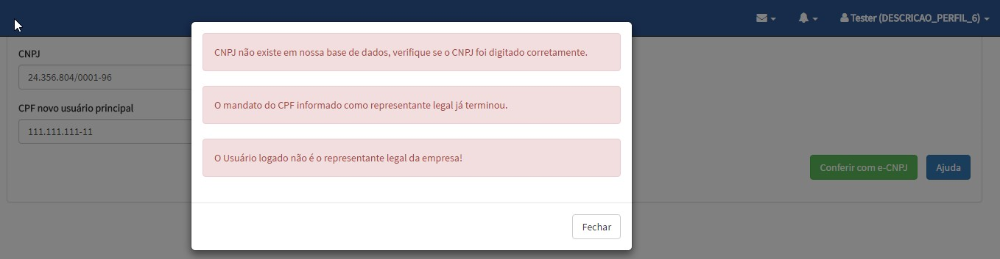 Tester (DESCRICAO_PERFIL_6)
CNPJ
24.356.804/0001-96
CPF novo usuário principal
111.111.111-11
CNPJ não existe em nossa base de dados, verifique se o CNPJ foi digitado corretamente.
O mandato do CPF informado como representante legal já terminou.
O Usuário logado não é o representante legal da empresa!
Conferir com e-CNPJ Ajuda
Fechar